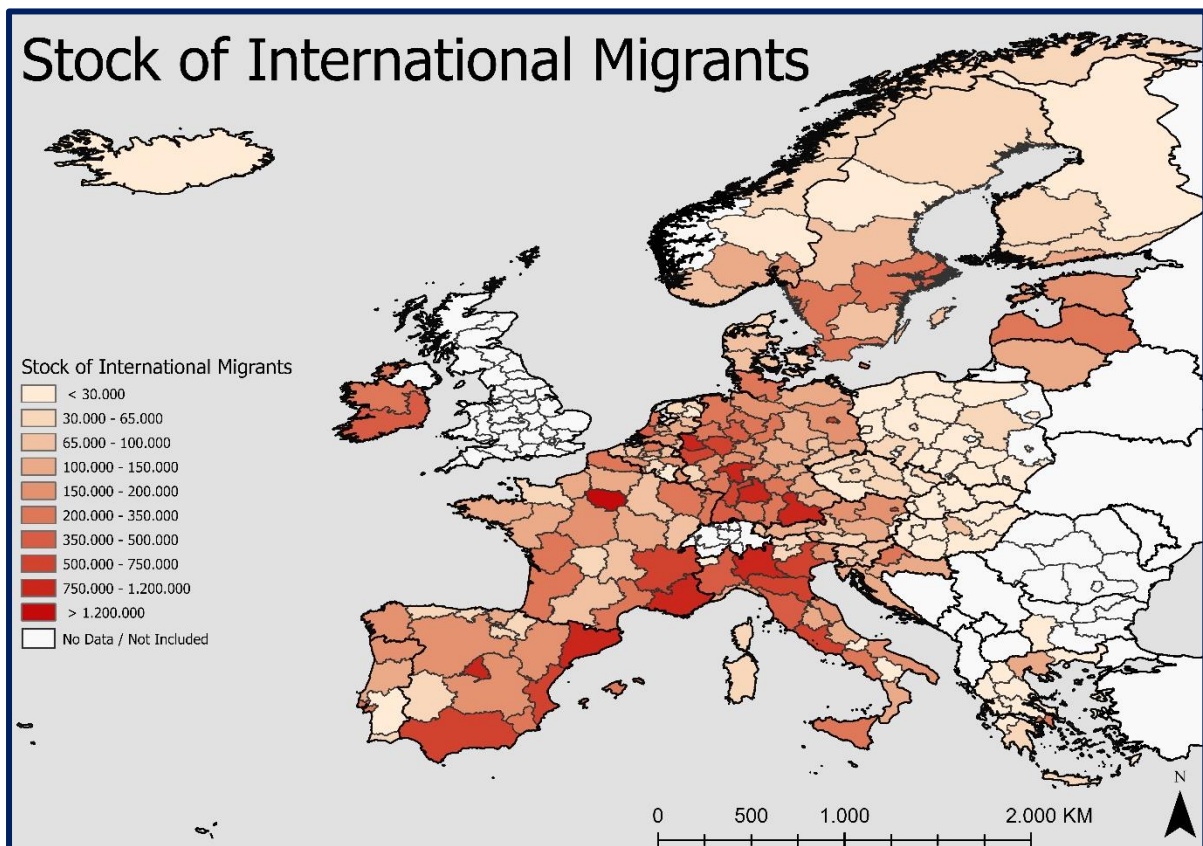 Stock of International Migrants
Stock of International Migrants
< 30.000
30.000 - 65.000
65.000 - 100.000
100.000 - 150.000
150.000 - 200.000
200.000 - 350.000
350.000 - 500.000
500.000 - 750.000
750.000 - 1.200.000
> 1.200.000
No Data / Not Included
N
0 500 1.000 2.000 KM